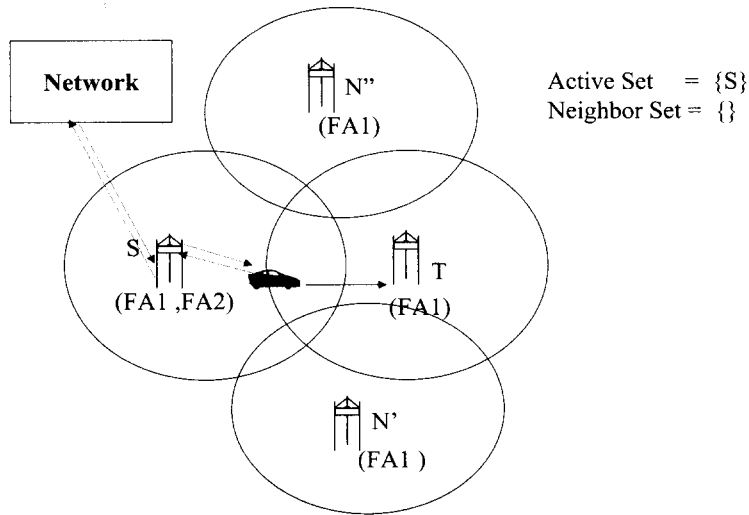 Network
N"
(FA1)
Active Set = {S}
Neighbor Set = {}
S
(FA1 ,FA2)
T
(FA1)
N'
(FA1 )